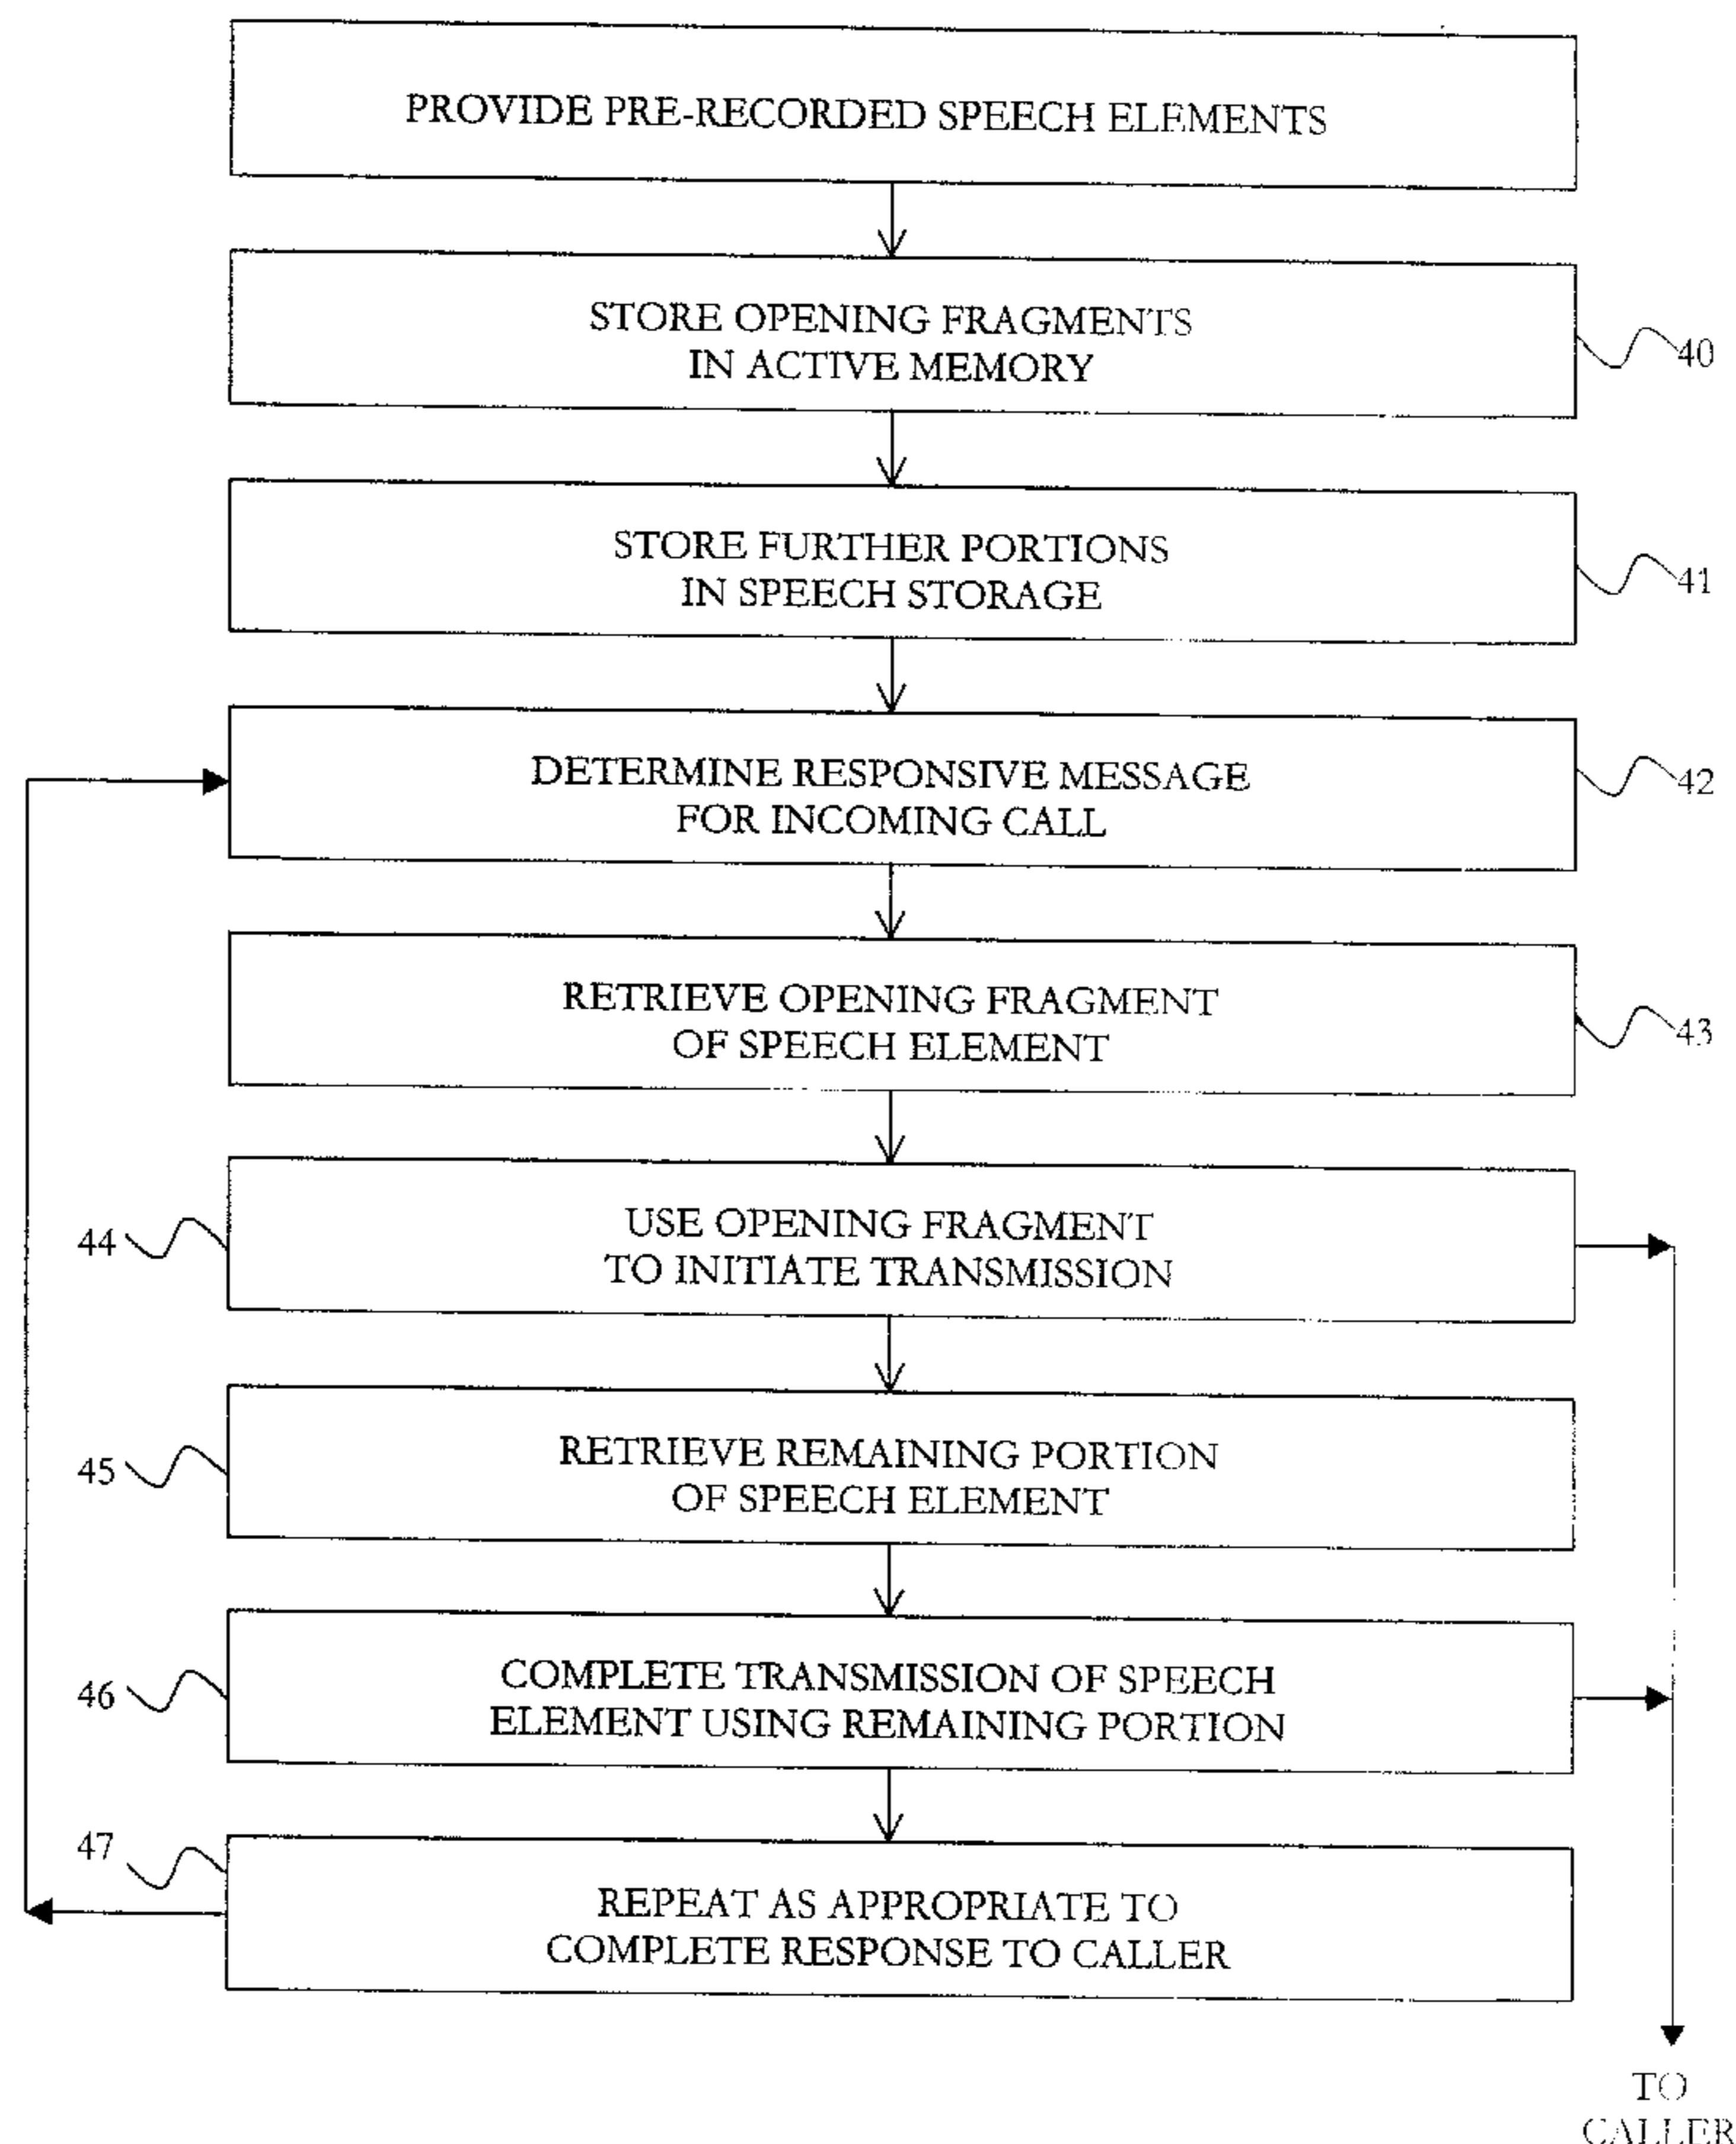 PROVIDE PRE-RECORDED SPEECH ELEMENTS
STORE OPENING FRAGMENTS
IN ACTIVE MEMORY
40
STORE FURTHER PORTIONS
IN SPEECH STORAGE
41
DETERMINE RESPONSIVE MESSAGE
FOR INCOMING CALL
42
RETRIEVE OPENING FRAGMENT
OF SPEECH ELEMENT
43
44
USE OPENING FRAGMENT
TO INITIATE TRANSMISSION
45
RETRIEVE REMAINING PORTION
OF SPEECH ELEMENT
46
COMPLETE TRANSMISSION OF SPEECH
ELEMENT USING REMAINING PORTION
47
REPEAT AS APPROPRIATE TO
COMPLETE RESPONSE TO CALLER
TO
CALLER